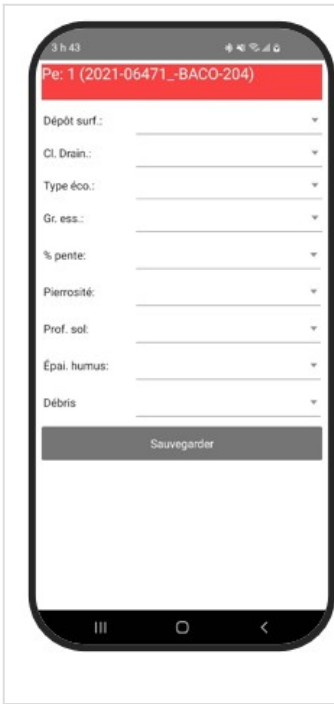 3 h 43
Pe: 1 (2021-06471_-BACO-204)
Dépôt surf.:
Cl. Drain.:
Type éco.:
Gr. ess.:
% pente:
Pierrosité:
Prof. sol:
Épai. humus:
Débris
Sauvegarder